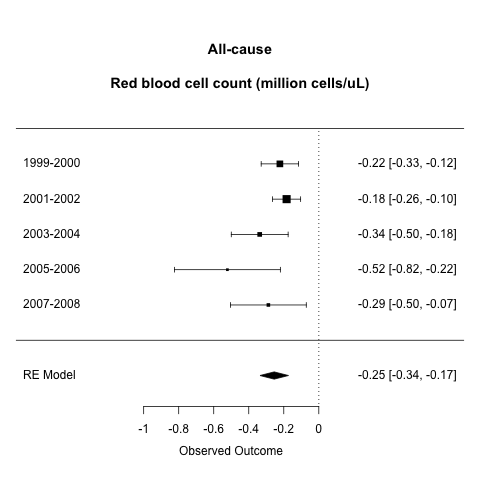 All-cause
Red blood cell count (million cells/uL)
1999-2000 -0.22 [-0.33, -0.12]
2001-2002 -0.18 [-0.26, -0.10]
2003-2004 -0.34 [-0.50, -0.18]
2005-2006 -0.52 [-0.82, -0.22]
2007-2008 -0.29 [-0.50, -0.07]
RE Model -0.25 [-0.34, -0.17]
-1 -0.8 -0.6 -0.4 -0.2 0
Observed Outcome